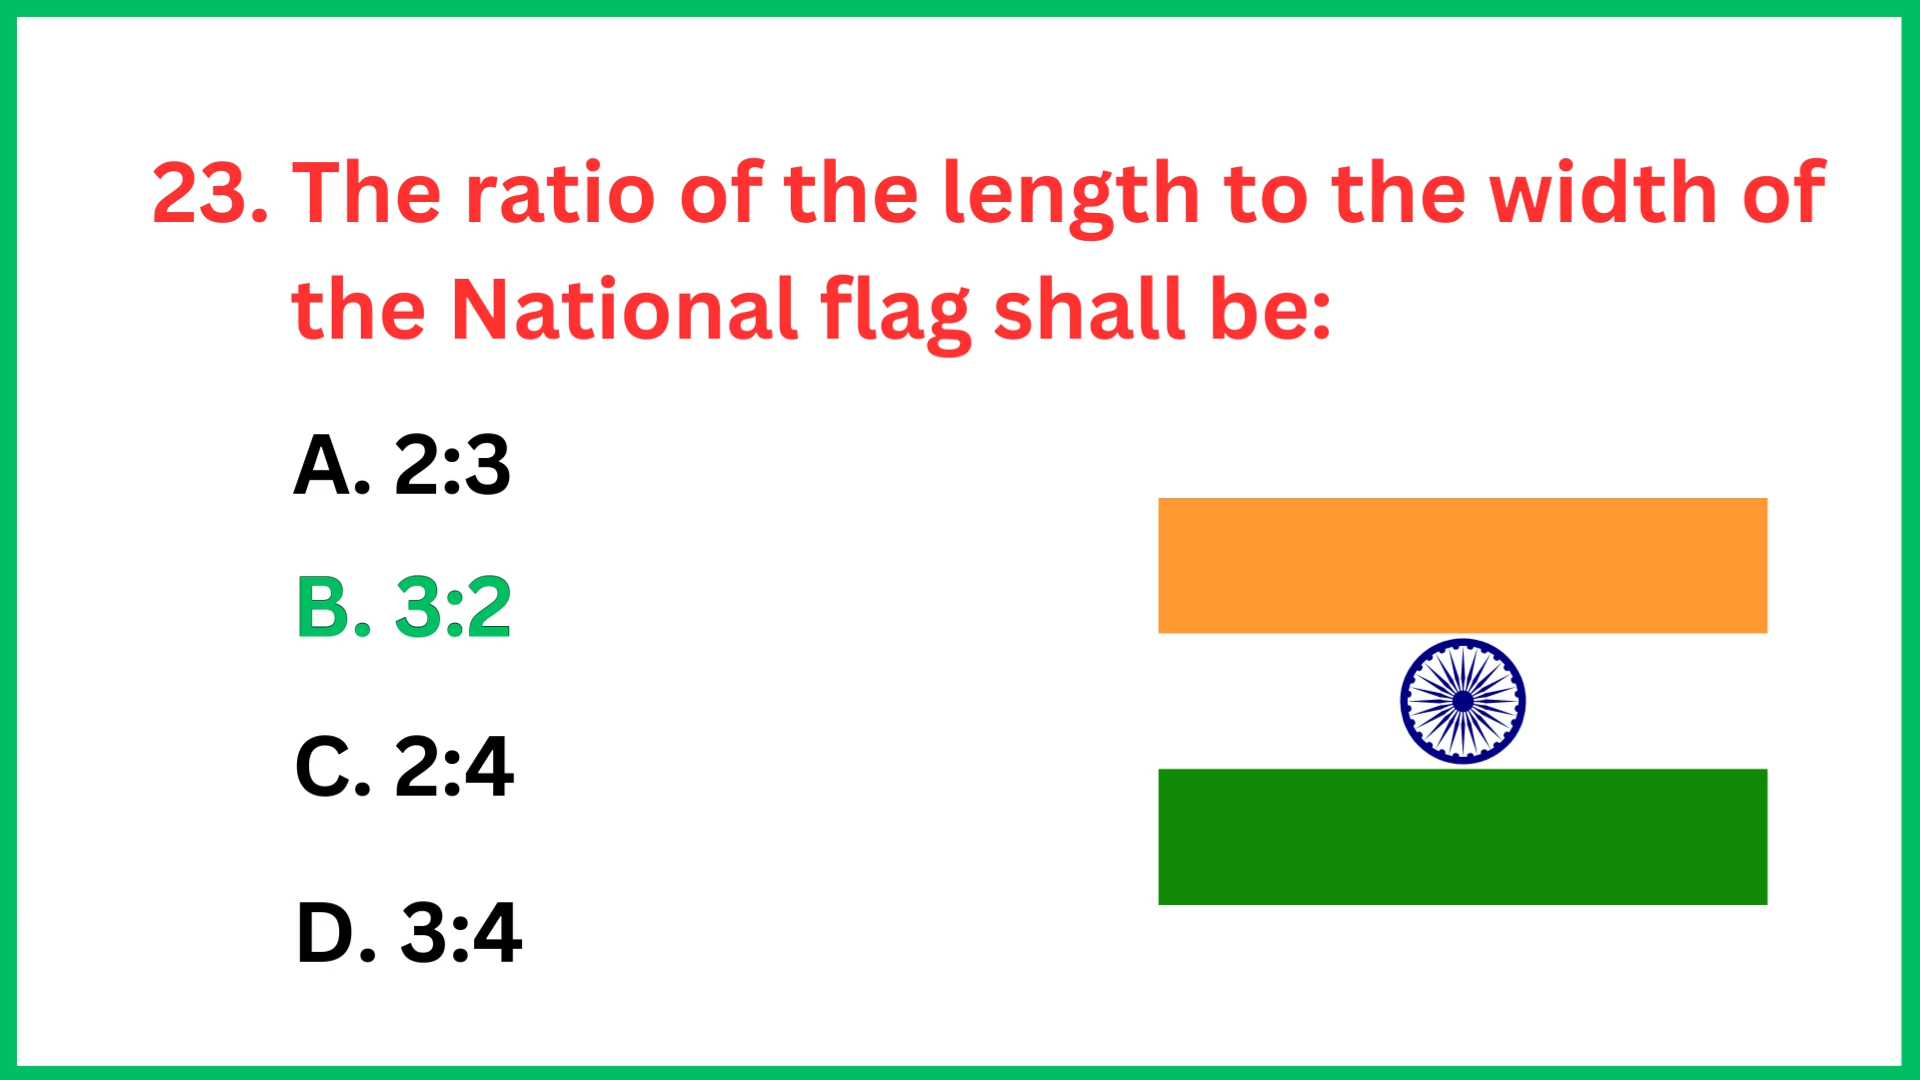 23. The ratio of the length to the width of
the National flag shall be:
A. 2:3
B. 3:2
C. 2:4
D. 3:4